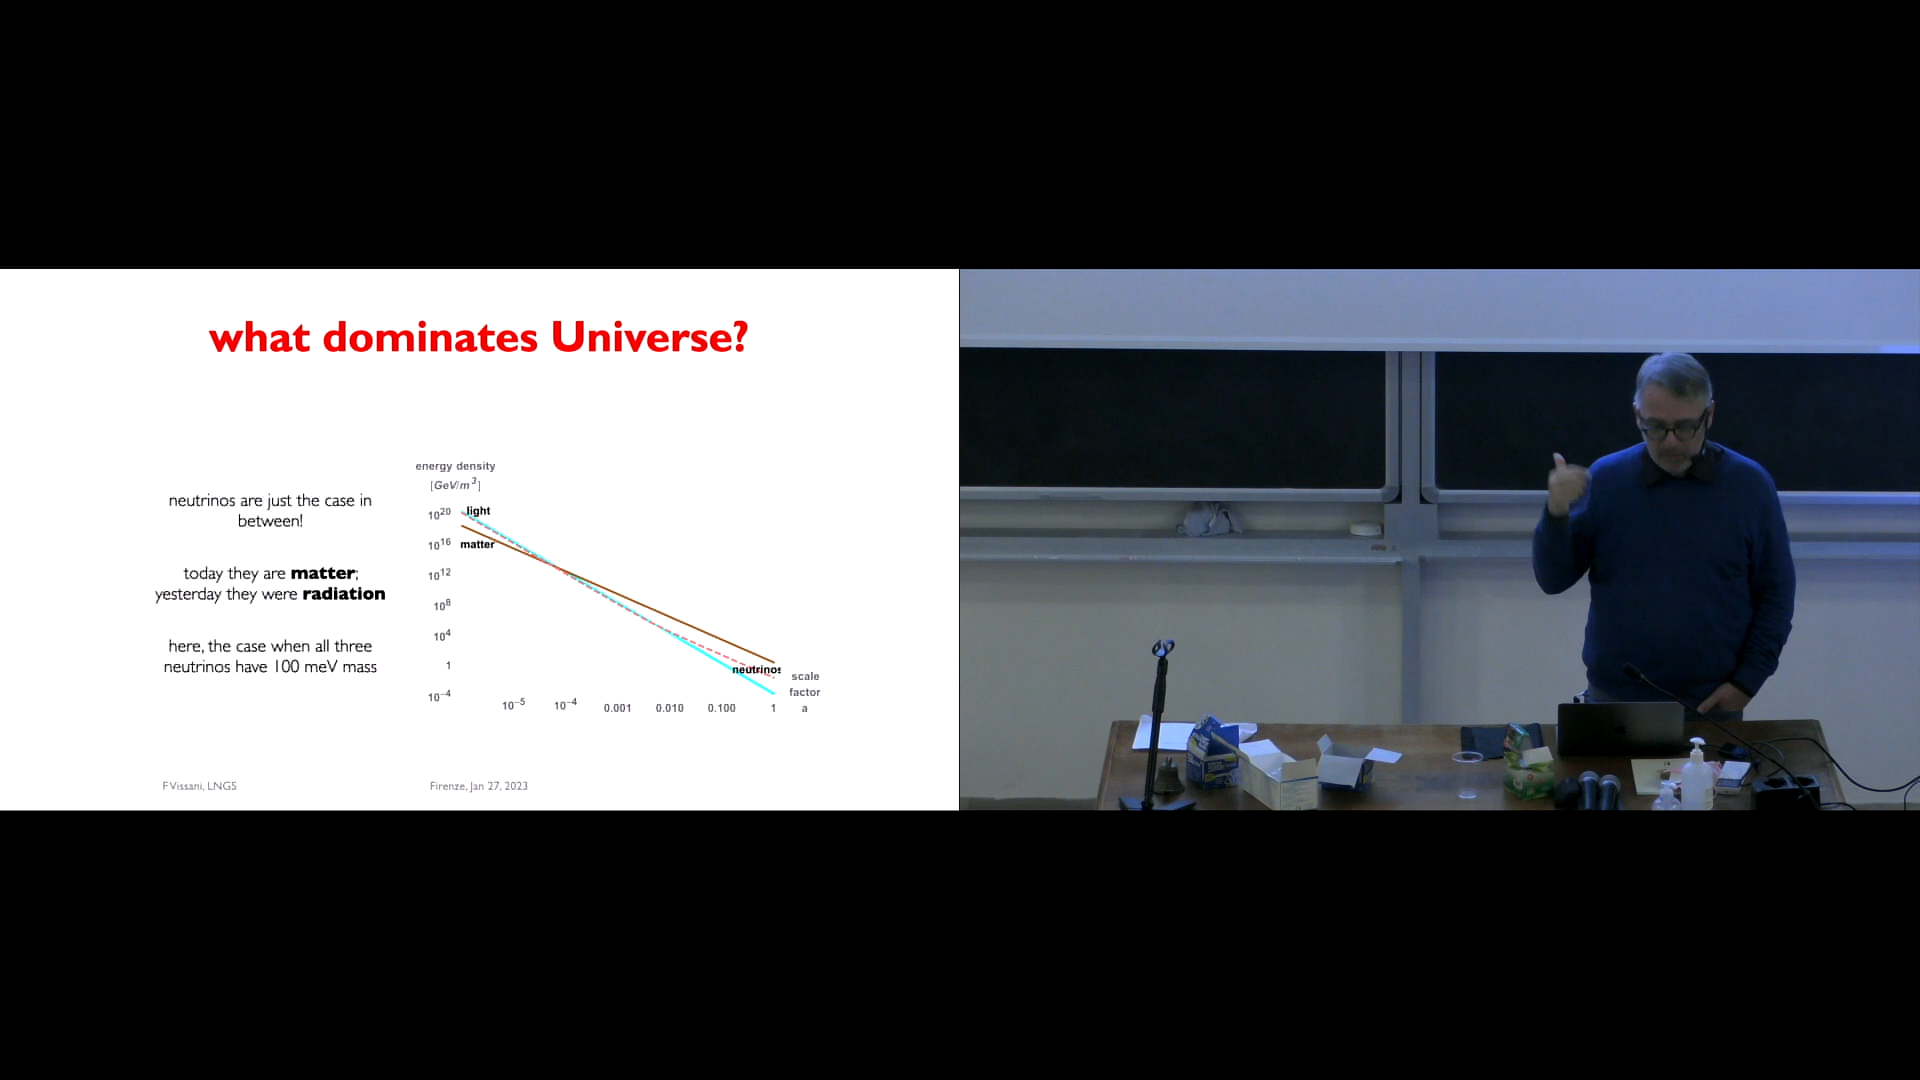 what dominates Universe?
neutrinos are just the case in
between!
today they are matter;
yesterday they were radiation
here, the case when all three
neutrinos have 100 meV mass
energy density
[GeV/m³]
10²⁰
10¹⁶
10¹²
10⁸
10⁴
1
10⁻⁴
light
matter
neutrinos
10⁻⁵ 10⁻⁴ 0.001 0.010 0.100 1
scale
factor
a
F Vissani, LNGS
Firenze, Jan 27, 2023